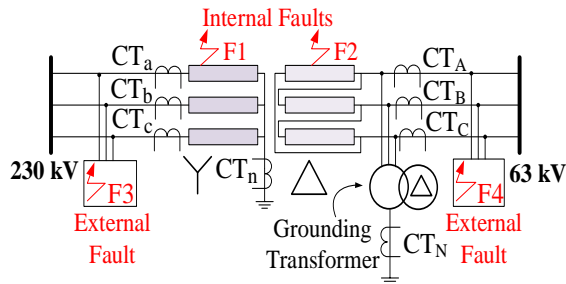 Internal Faults
F1
F2
CTa
CTb
CTc
CTA
CTB
CTC
230 kV
63 kV
CTn
F3
F4
External
Fault
Grounding
Transformer
CTN
External
Fault